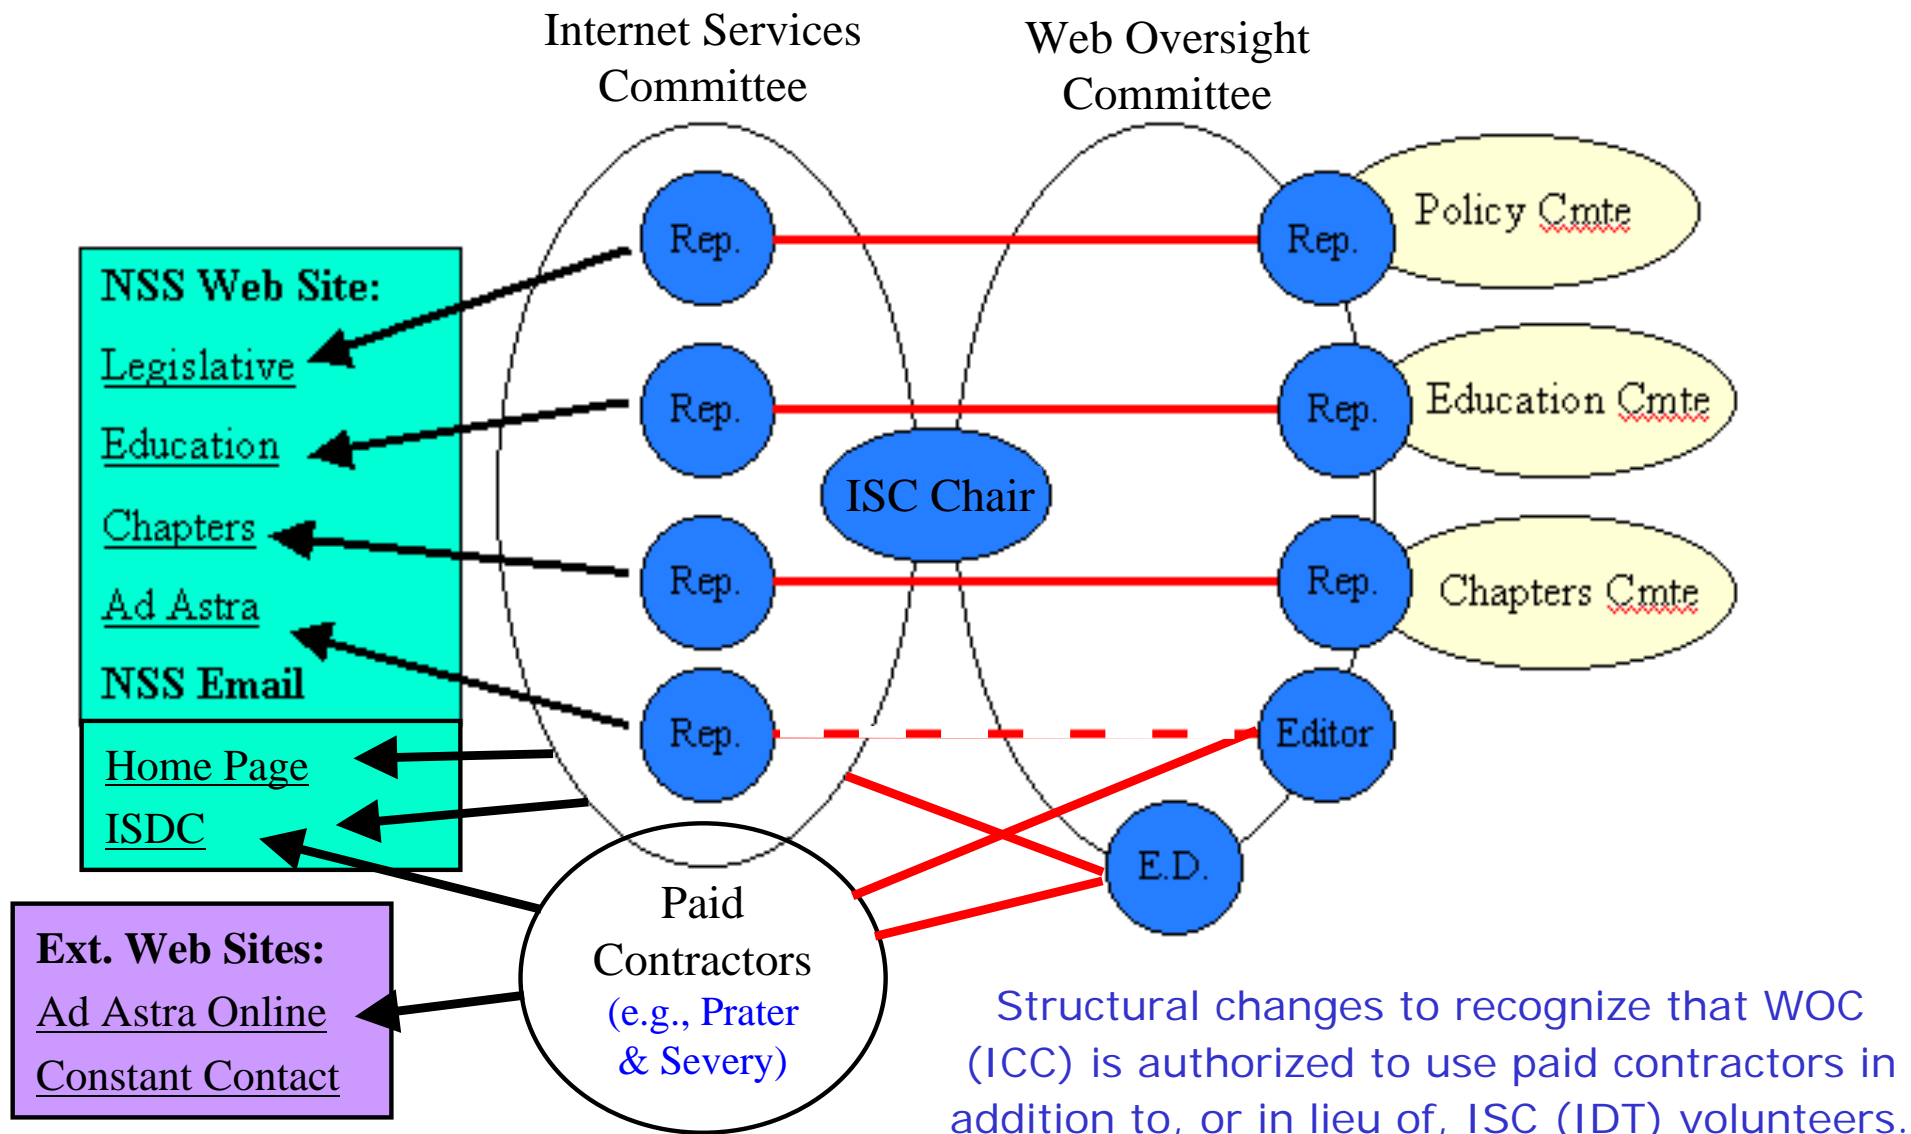 Internet Services
Committee
Web Oversight
Committee
NSS Web Site:
Legislative
Education
Chapters
Ad Astra
NSS Email
Home Page
ISDC
Ext. Web Sites:
Ad Astra Online
Constant Contact
Rep.
Rep.
Rep.
Rep.
ISC Chair
Rep.
Rep.
Rep.
Editor
E.D.
Policy Cmte
Education Cmte
Chapters Cmte
Paid
Contractors
(e.g., Prater
& Severy)
Structural changes to recognize that WOC
(ICC) is authorized to use paid contractors in
addition to, or in lieu of, ISC (IDT) volunteers.